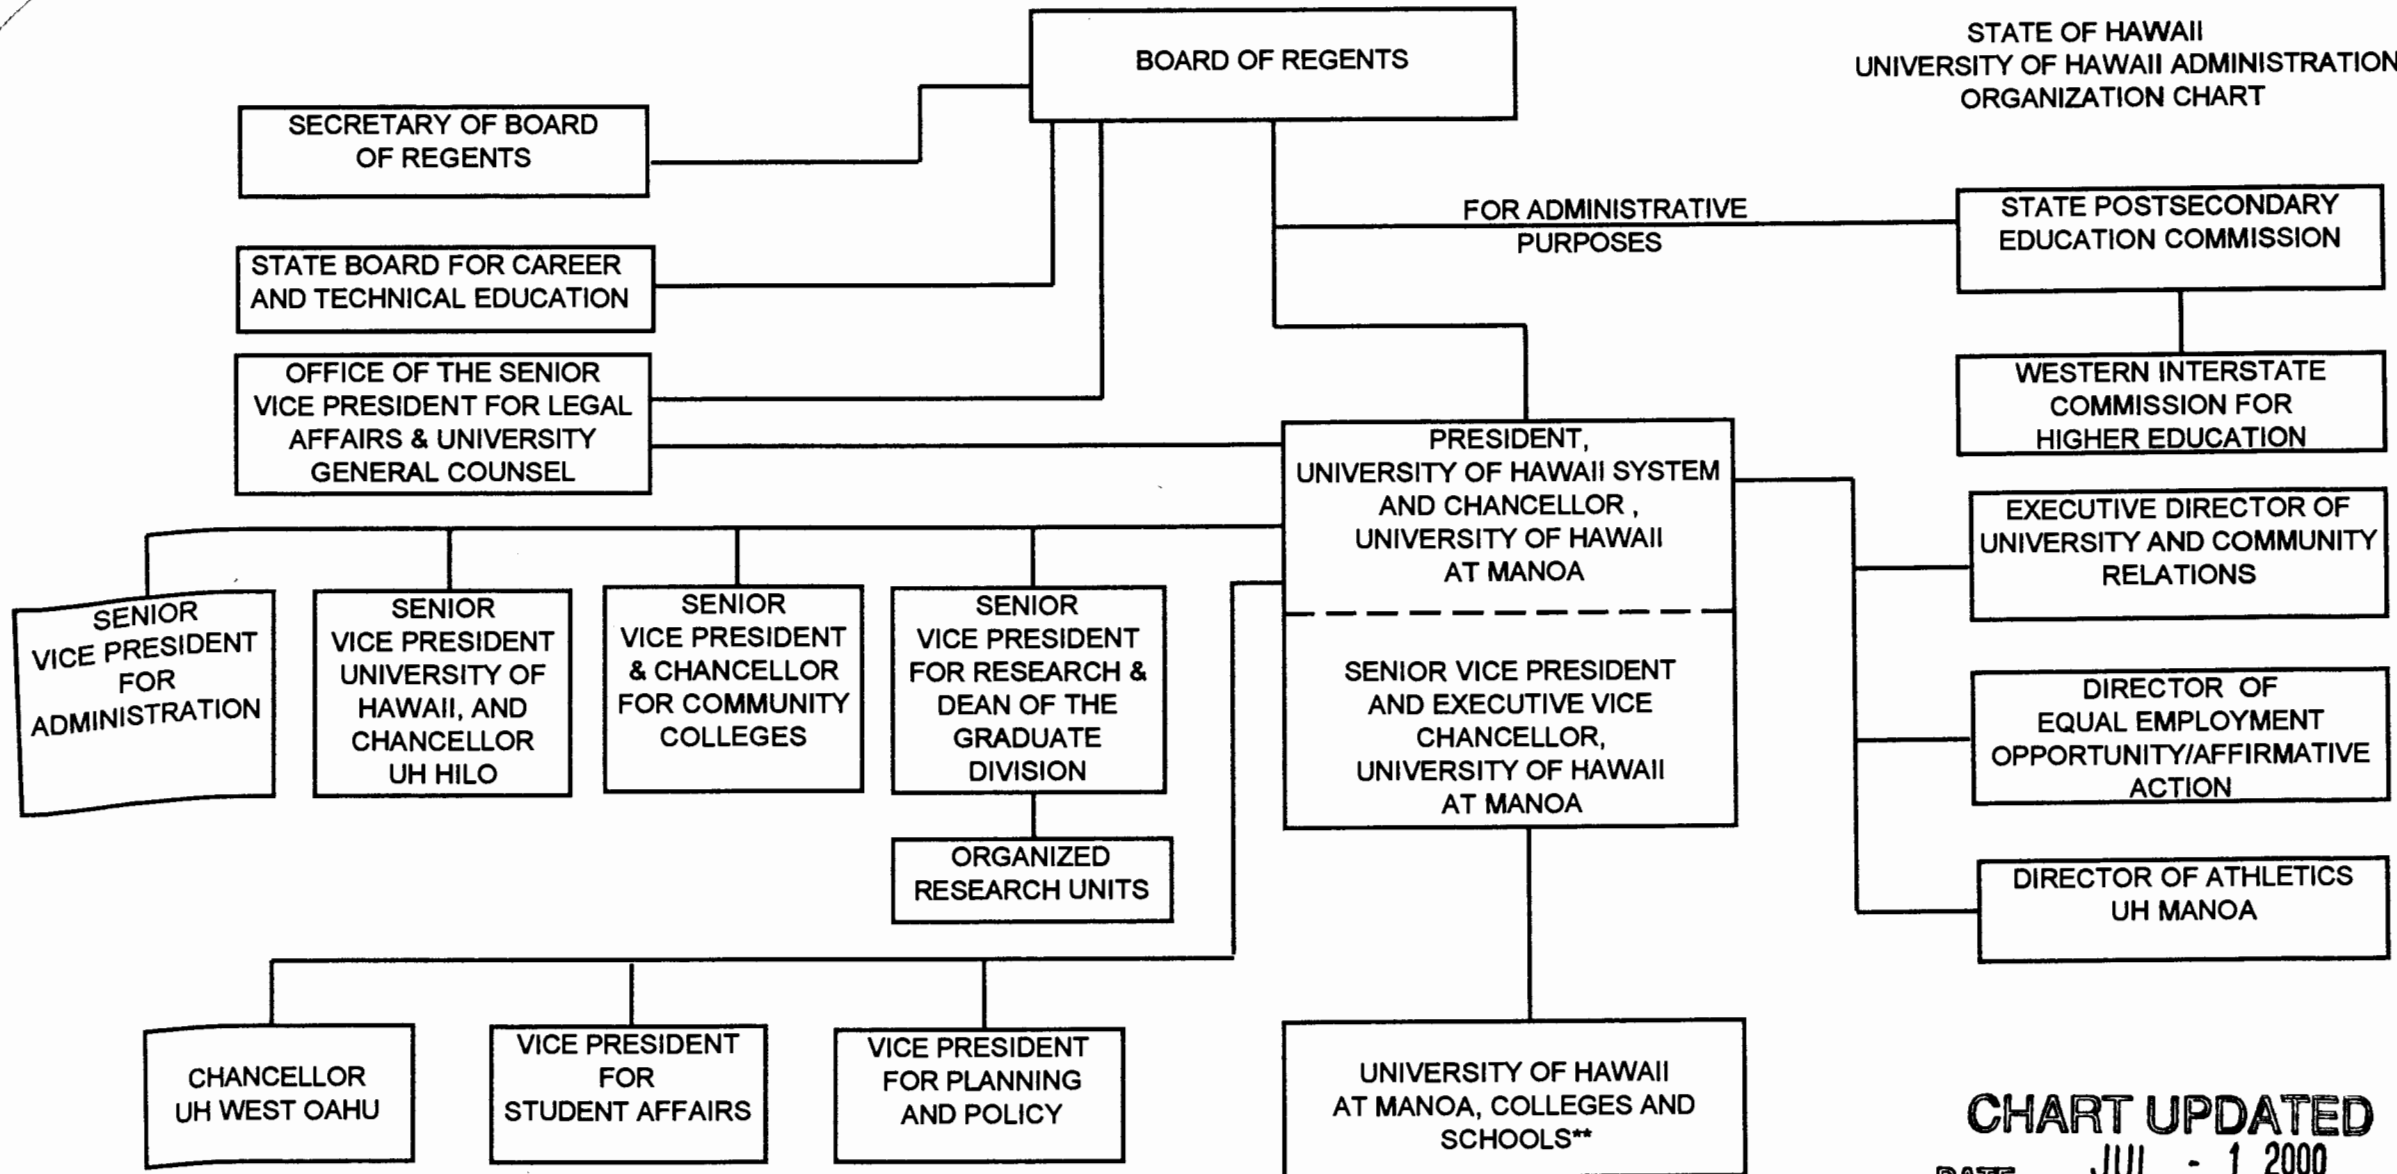 BOARD OF REGENTS
STATE OF HAWAII
UNIVERSITY OF HAWAII ADMINISTRATION
ORGANIZATION CHART
SECRETARY OF BOARD
OF REGENTS
STATE BOARD FOR CAREER
AND TECHNICAL EDUCATION
OFFICE OF THE SENIOR
VICE PRESIDENT FOR LEGAL
AFFAIRS & UNIVERSITY
GENERAL COUNSEL
FOR ADMINISTRATIVE
PURPOSES
STATE POSTSECONDARY
EDUCATION COMMISSION
WESTERN INTERSTATE
COMMISSION FOR
HIGHER EDUCATION
PRESIDENT,
UNIVERSITY OF HAWAII SYSTEM
AND CHANCELLOR ,
UNIVERSITY OF HAWAII
AT MANOA
SENIOR VICE PRESIDENT
AND EXECUTIVE VICE
CHANCELLOR,
UNIVERSITY OF HAWAII
AT MANOA
EXECUTIVE DIRECTOR OF
UNIVERSITY AND COMMUNITY
RELATIONS
DIRECTOR OF
EQUAL EMPLOYMENT
OPPORTUNITY/AFFIRMATIVE
ACTION
DIRECTOR OF ATHLETICS
UH MANOA
SENIOR
VICE PRESIDENT
FOR
ADMINISTRATION
SENIOR
VICE PRESIDENT
UNIVERSITY OF
HAWAII, AND
CHANCELLOR
UH HILO
SENIOR
VICE PRESIDENT
& CHANCELLOR
FOR COMMUNITY
COLLEGES
SENIOR
VICE PRESIDENT
FOR RESEARCH &
DEAN OF THE
GRADUATE
DIVISION
ORGANIZED
RESEARCH UNITS
CHANCELLOR
UH WEST OAHU
VICE PRESIDENT
FOR
STUDENT AFFAIRS
VICE PRESIDENT
FOR PLANNING
AND POLICY
UNIVERSITY OF HAWAII
AT MANOA, COLLEGES AND
SCHOOLS**
CHART UPDATED
DATE JUL - 1 2000